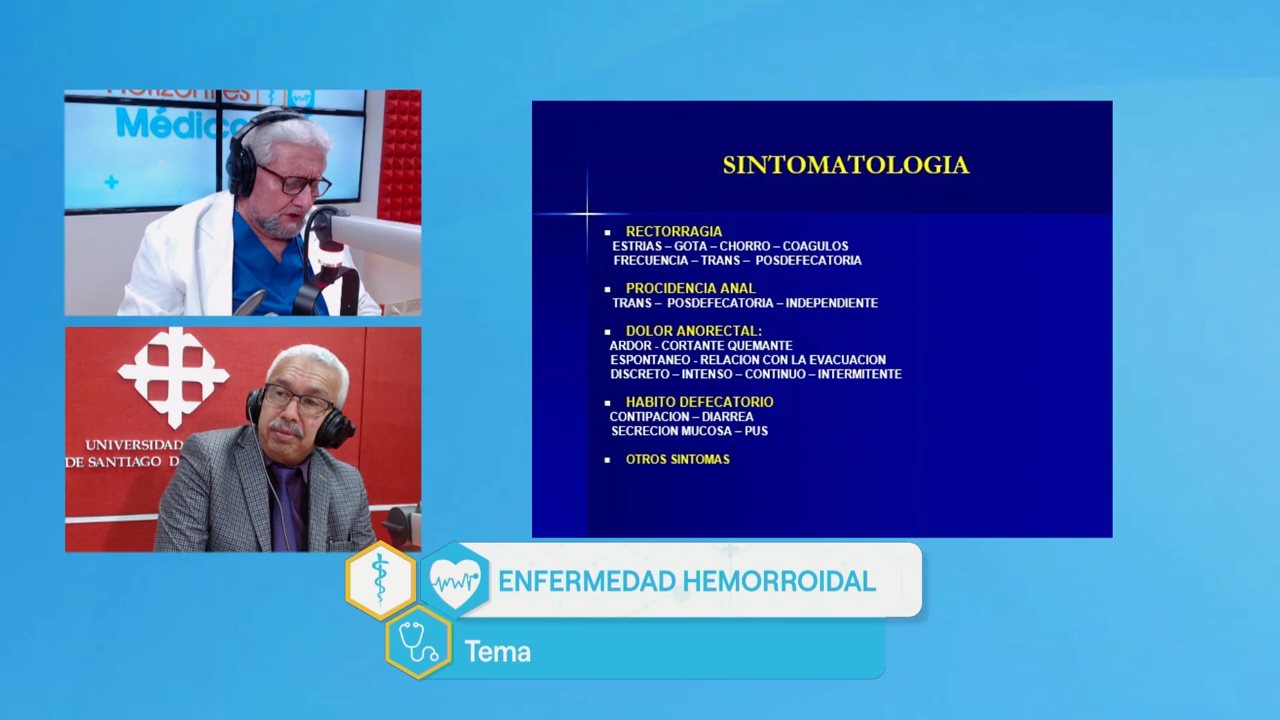 Horizontes
Médico
UNIVERSIDAD
DE SANTIAGO D
SINTOMATOLOGIA
RECTORRAGIA
ESTRIAS – GOTA – CHORRO – COAGULOS
FRECUENCIA – TRANS – POSDEFECATORIA
PROCIDENCIA ANAL
TRANS – POSDEFECATORIA – INDEPENDIENTE
DOLOR ANORECTAL:
ARDOR - CORTANTE QUEMANTE
ESPONTANEO - RELACION CON LA EVACUACION
DISCRETO – INTENSO – CONTINUO – INTERMITENTE
HABITO DEFECATORIO
CONTIPACION – DIARREA
SECRECION MUCOSA – PUS
OTROS SINTOMAS
ENFERMEDAD HEMORROIDAL
Tema